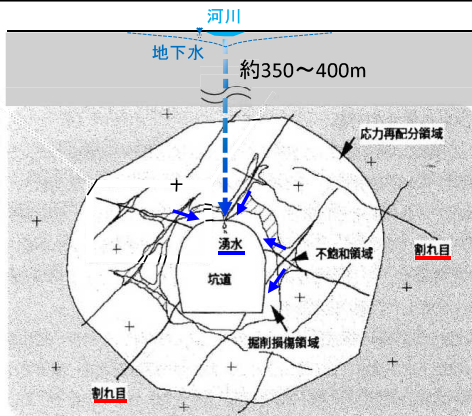 河川
地下水
約350～400m
応力再配分領域
湧水
不飽和領域
割れ目
坑道
掘削損傷領域
割れ目